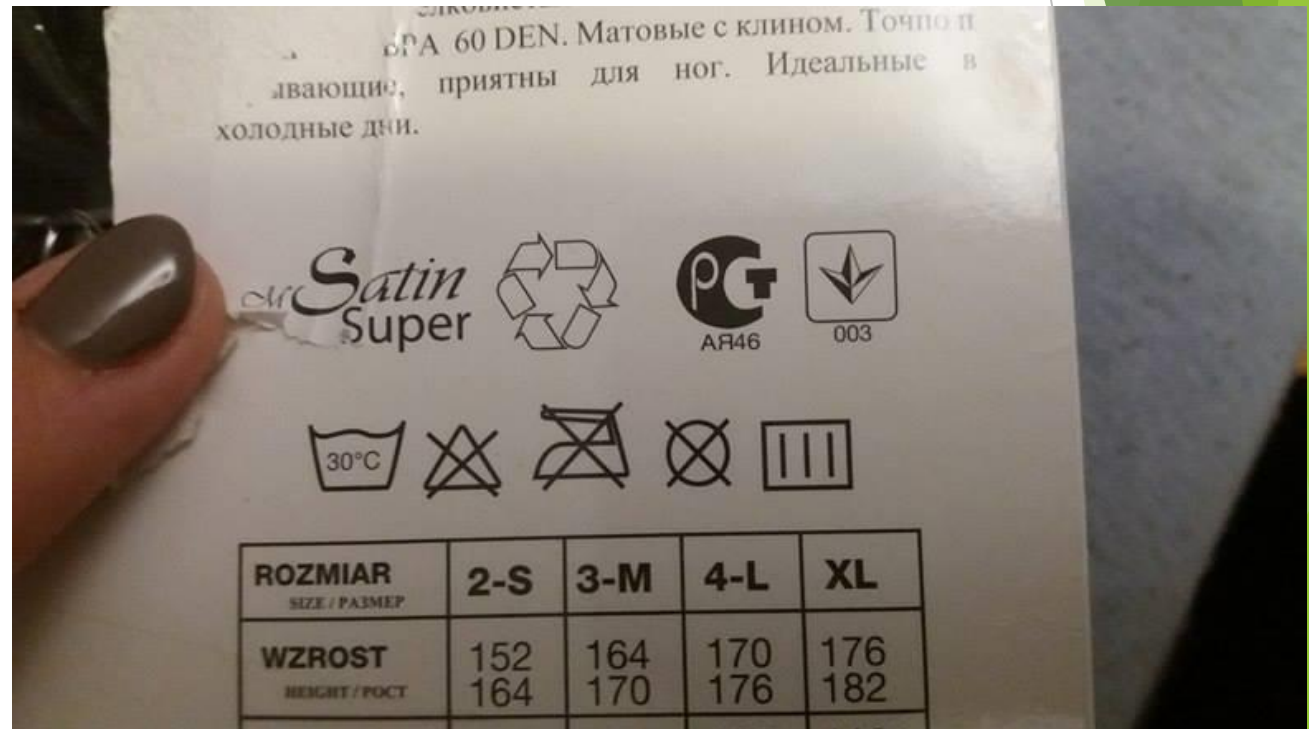 60 DEN. Матовые с клином.
приятны для ног. Идеальные в
холодные дни.
Satin
Super
РСТ
АЯ46
003
30°C
ROZMIAR 2-S 3-M 4-L XL
SIZE / РАЗМЕР
WZROST 152 164 170 176
HEIGHT / РОСТ 164 170 176 182